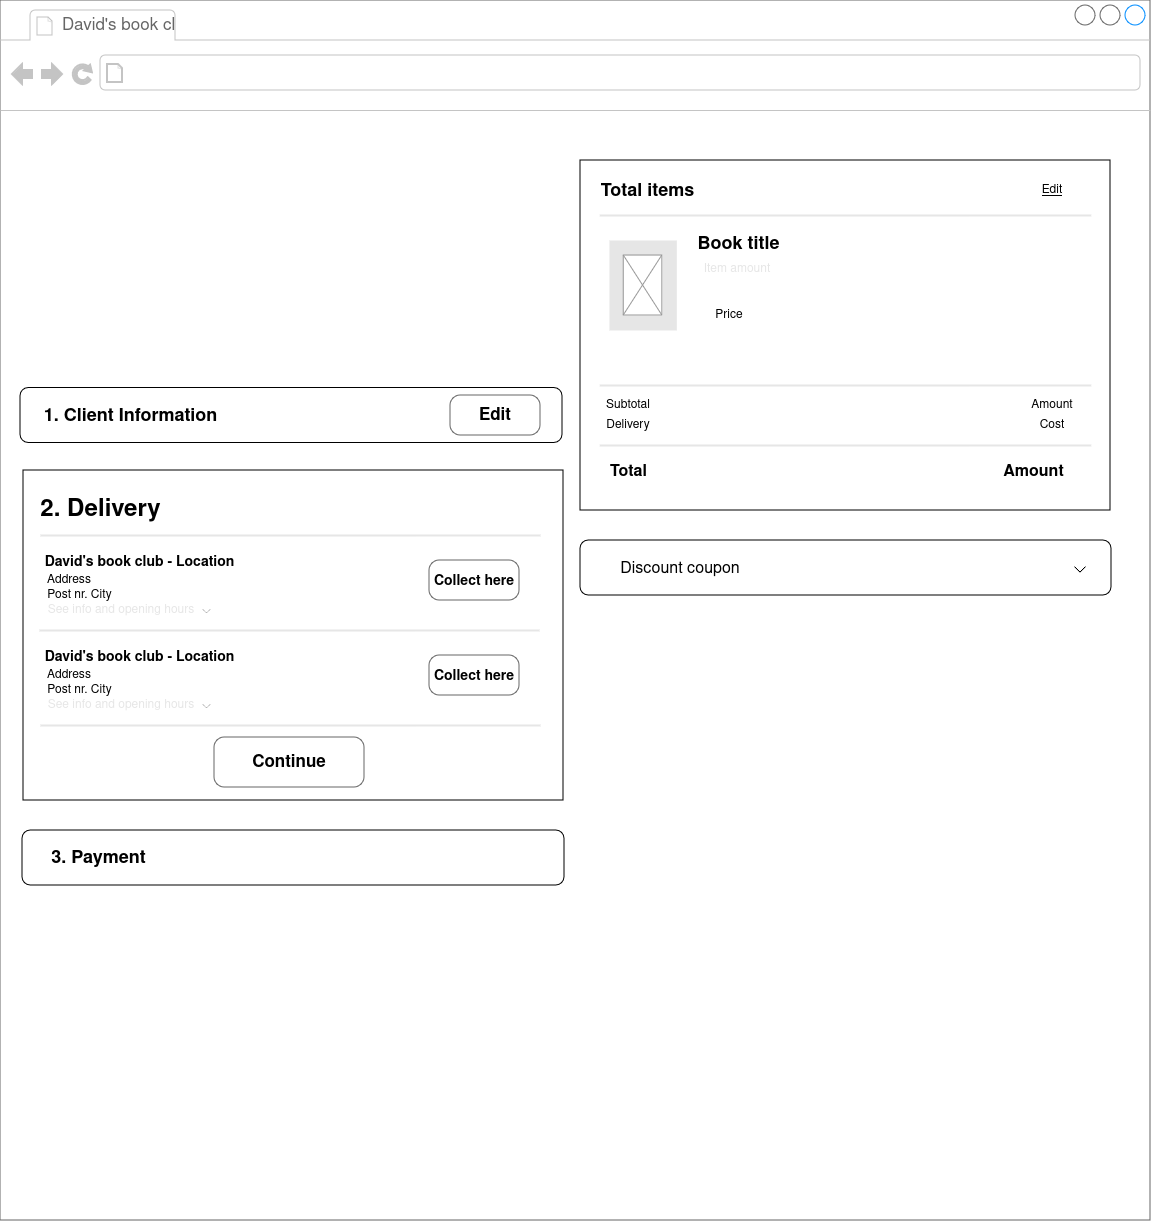 David's book cl
Total items
Edit
Book title
item amount
Price
Subtotal
Amount
Delivery
Cost
Total
Amount
Discount coupon
1. Client Information
Edit
2. Delivery
David's book club - Location
Address
Post nr. City
See info and opening hours
Collect here
David's book club - Location
Address
Post nr. City
See info and opening hours
Collect here
Continue
3. Payment